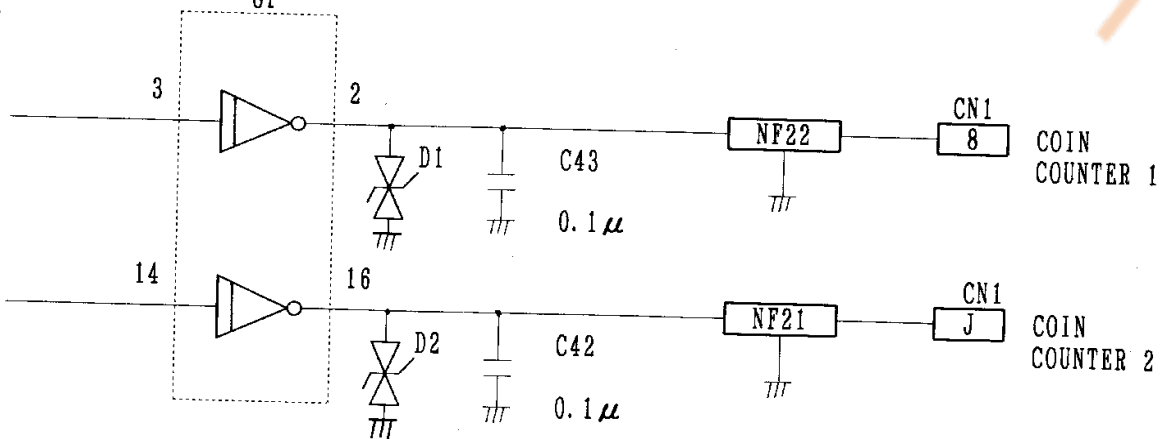 3
2
D1
C43
0.1μ
NF22
CN1
8
COIN
COUNTER 1
14
16
D2
C42
0.1μ
NF21
CN1
J
COIN
COUNTER 2